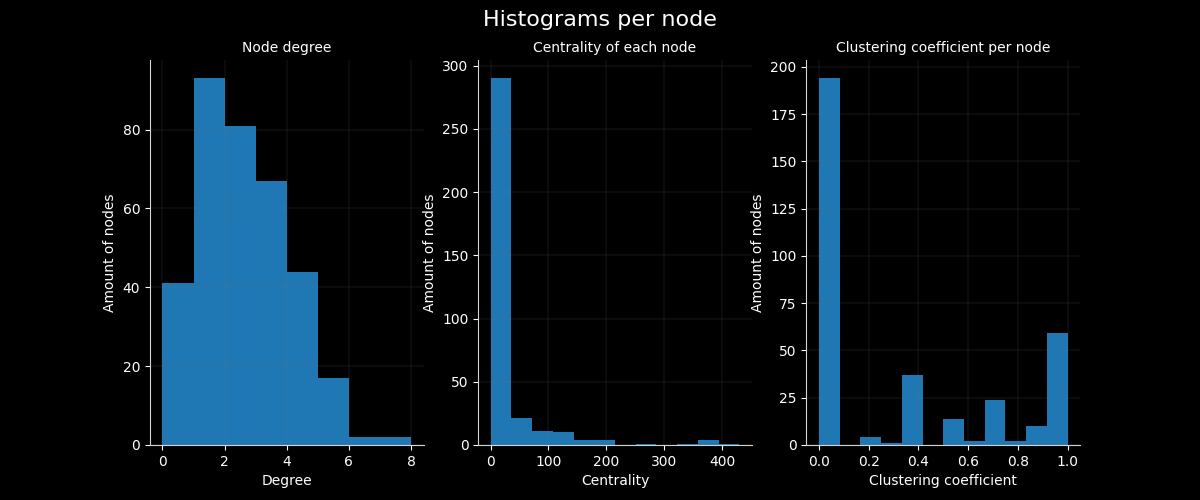 Histograms per node
Node degree
Amount of nodes
0
20
40
60
80
0 2 4 6 8
Degree
Centrality of each node
Amount of nodes
300
250
200
150
100
50
0
0 100 200 300 400
Centrality
Clustering coefficient per node
Amount of nodes
200
175
150
125
100
75
50
25
0
0.0 0.2 0.4 0.6 0.8 1.0
Clustering coefficient